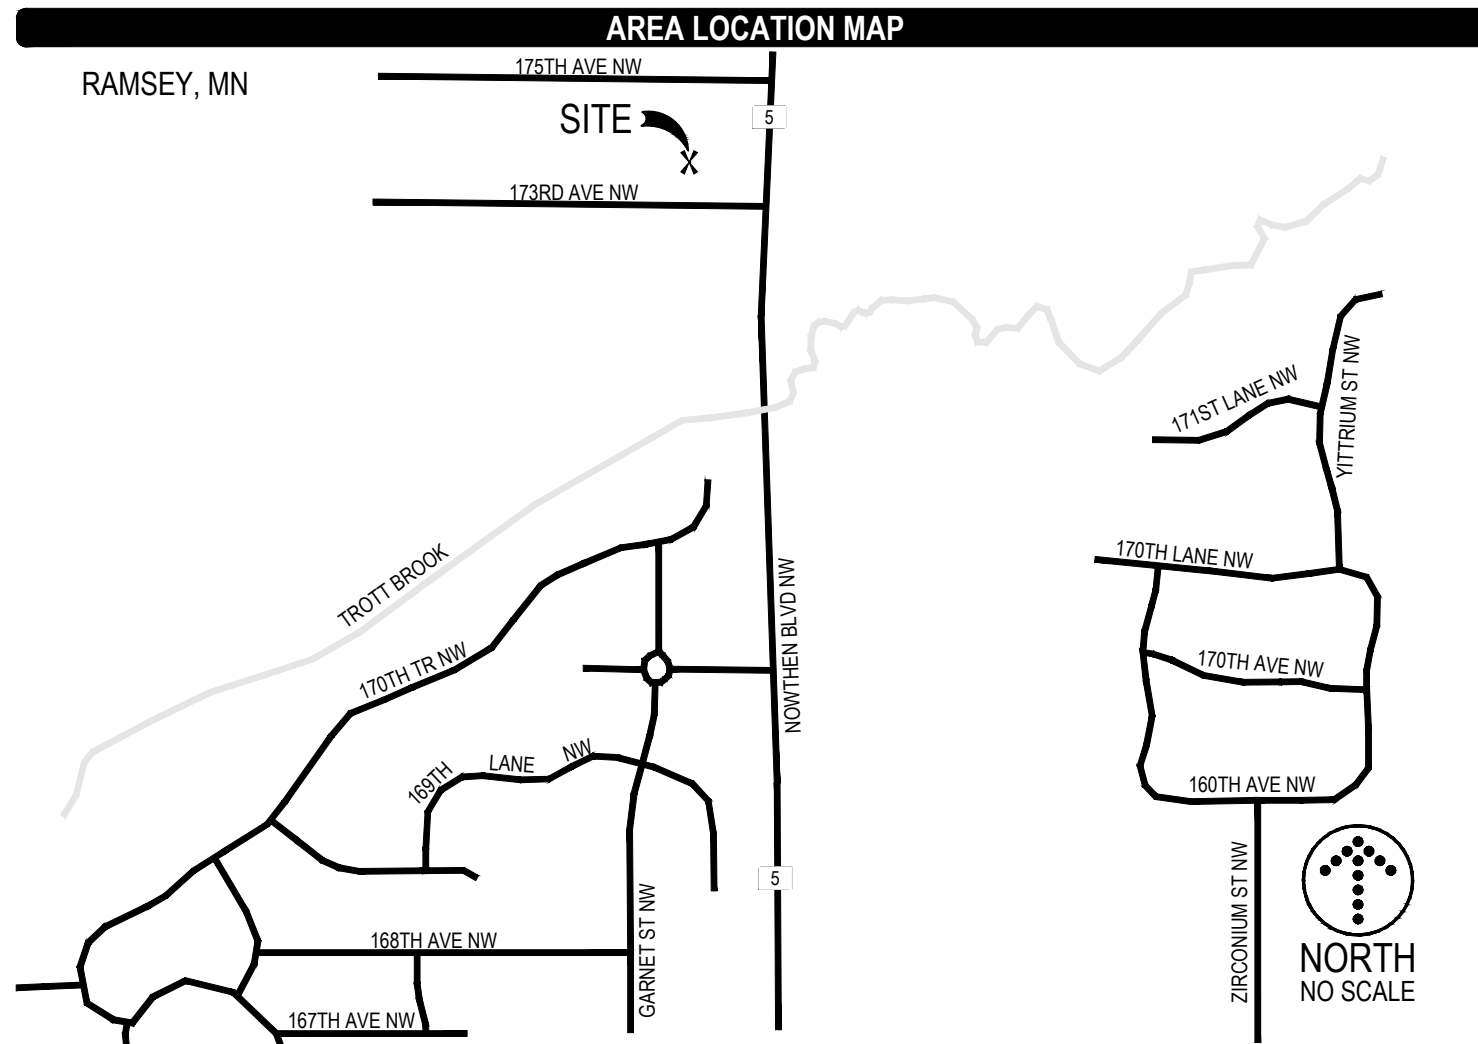 AREA LOCATION MAP
RAMSEY, MN
175TH AVE NW
SITE
5
173RD AVE NW
171ST LANE NW
YITTRIUM ST NW
TROTT BROOK
170TH LANE NW
170TH TR NW
NOWTHEN BLVD NW
170TH AVE NW
169TH LANE NW
160TH AVE NW
5
168TH AVE NW
GARNET ST NW
ZIRCONIUM ST NW
NORTH
NO SCALE
167TH AVE NW